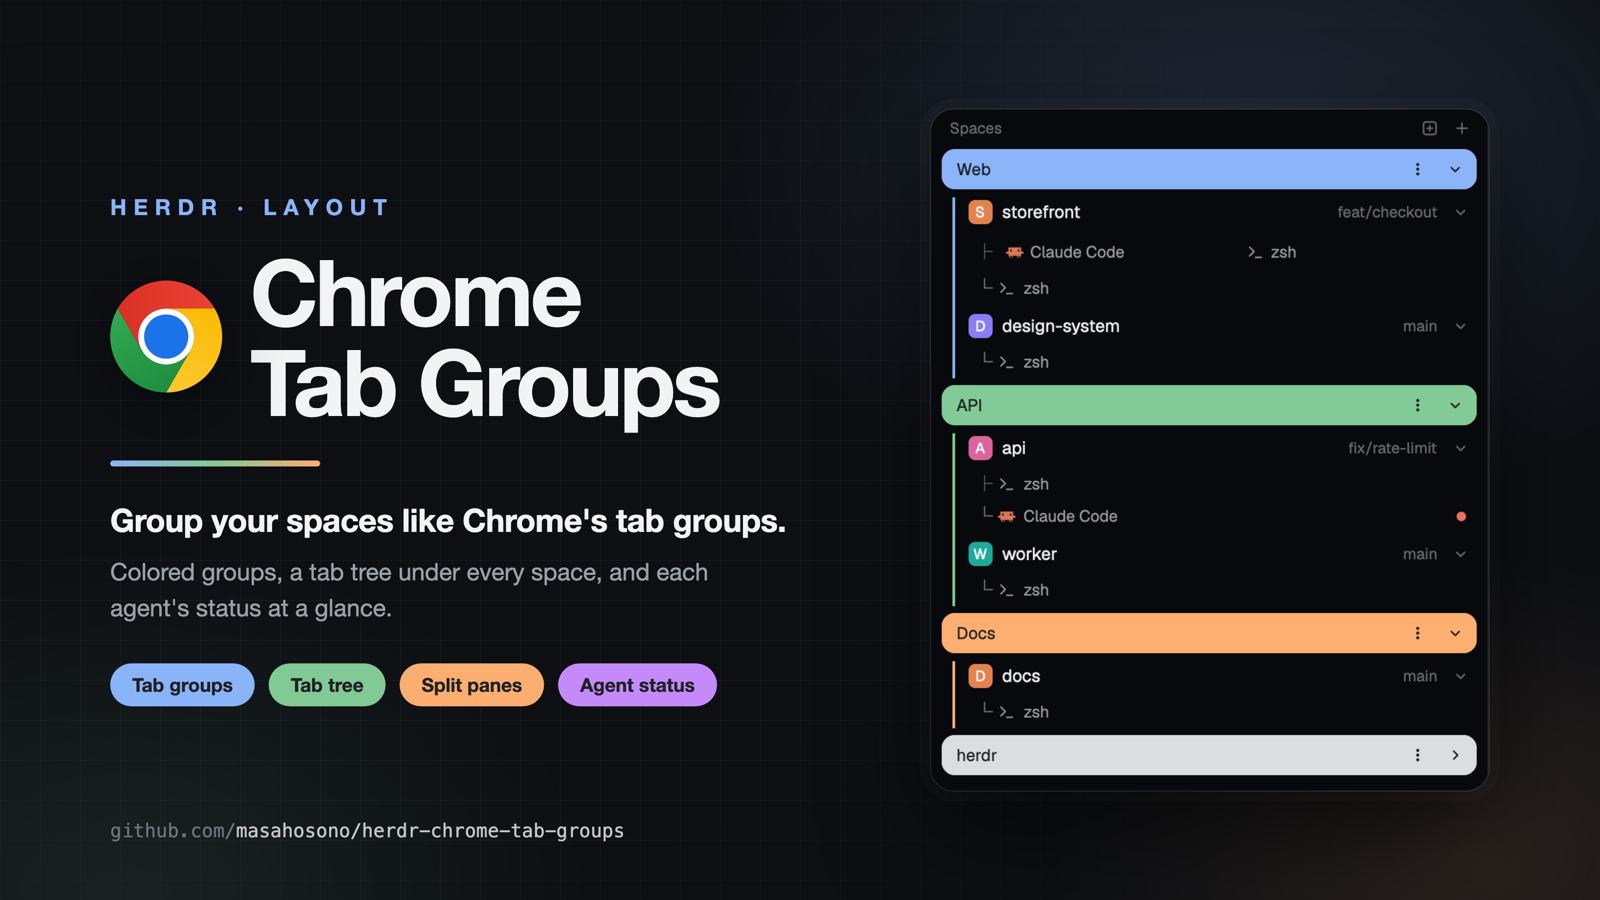 HERDR · LAYOUT
Chrome
Tab Groups
Group your spaces like Chrome's tab groups.
Colored groups, a tab tree under every space, and each
agent's status at a glance.
Tab groups
Tab tree
Split panes
Agent status
github.com/masahosono/herdr-chrome-tab-groups
Spaces
Web
S storefront feat/checkout
Claude Code >_ zsh
>_ zsh
D design-system main
>_ zsh
API
A api fix/rate-limit
>_ zsh
Claude Code
W worker main
>_ zsh
Docs
D docs main
>_ zsh
herdr